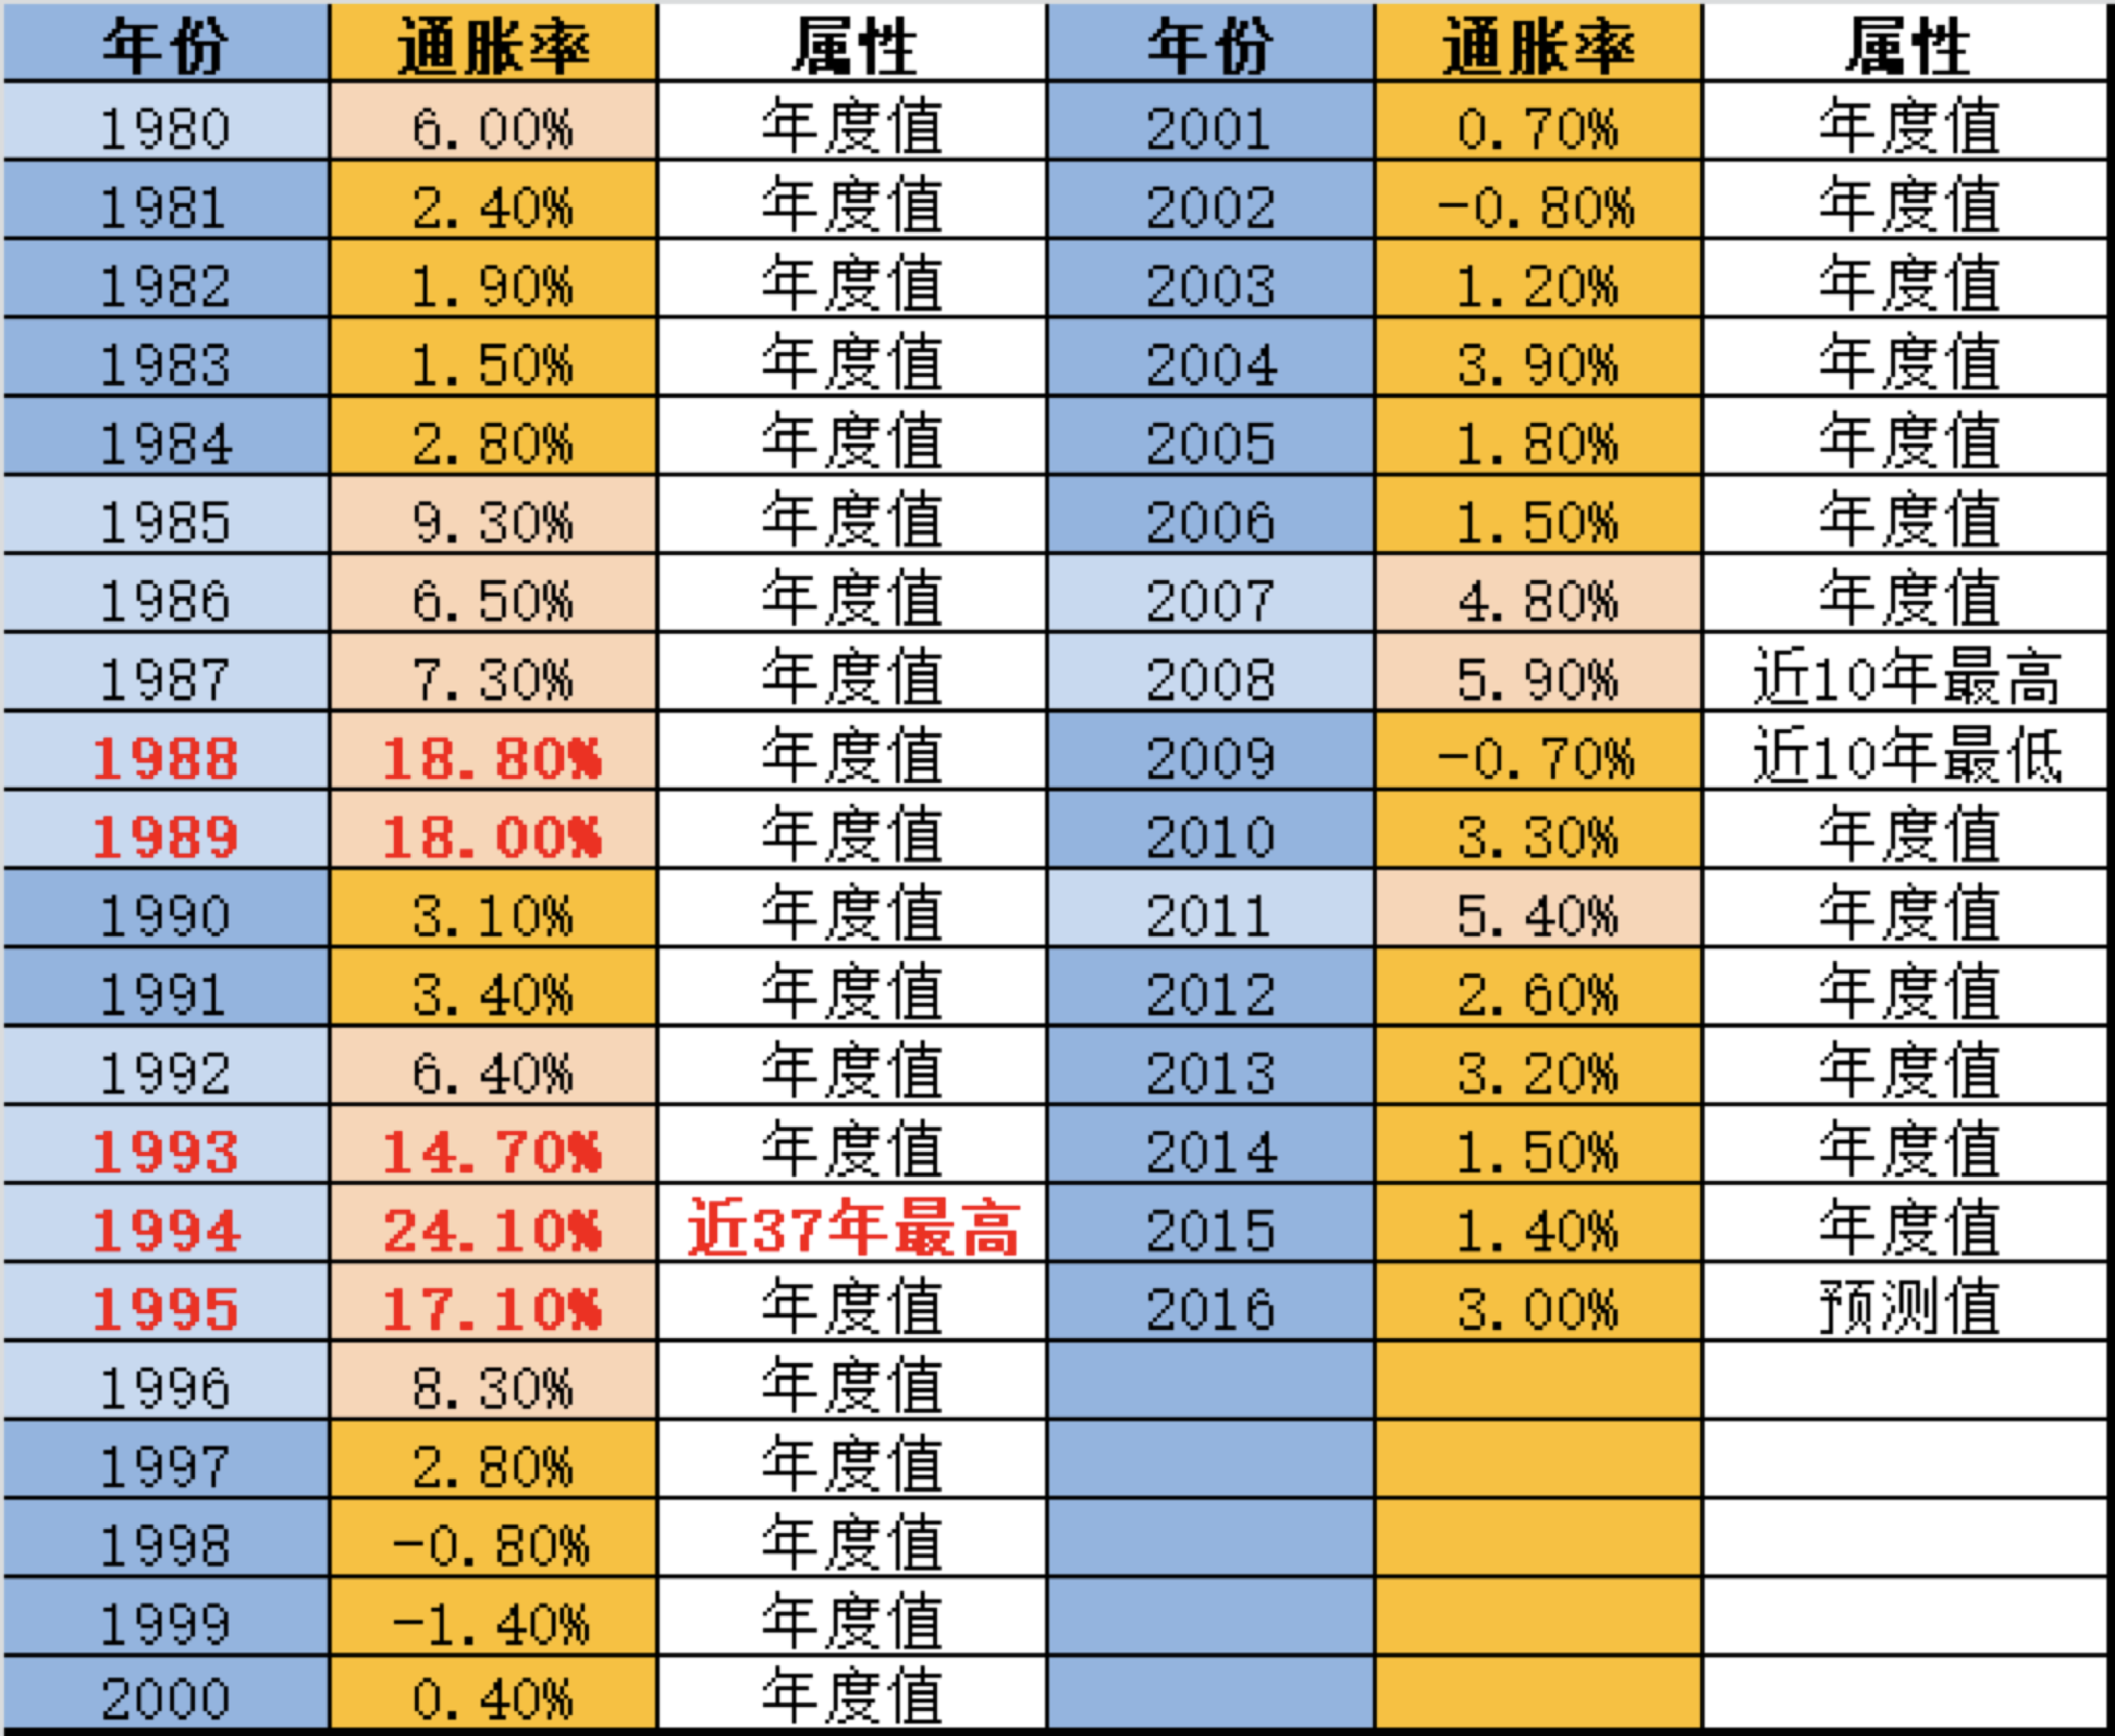 年份 通胀率 属性 年份 通胀率 属性
1980 6.00% 年度值 2001 0.70% 年度值
1981 2.40% 年度值 2002 -0.80% 年度值
1982 1.90% 年度值 2003 1.20% 年度值
1983 1.50% 年度值 2004 3.90% 年度值
1984 2.80% 年度值 2005 1.80% 年度值
1985 9.30% 年度值 2006 1.50% 年度值
1986 6.50% 年度值 2007 4.80% 年度值
1987 7.30% 年度值 2008 5.90% 近10年最高
1988 18.80% 年度值 2009 -0.70% 近10年最低
1989 18.00% 年度值 2010 3.30% 年度值
1990 3.10% 年度值 2011 5.40% 年度值
1991 3.40% 年度值 2012 2.60% 年度值
1992 6.40% 年度值 2013 3.20% 年度值
1993 14.70% 年度值 2014 1.50% 年度值
1994 24.10% 近37年最高 2015 1.40% 年度值
1995 17.10% 年度值 2016 3.00% 预测值
1996 8.30% 年度值
1997 2.80% 年度值
1998 -0.80% 年度值
1999 -1.40% 年度值
2000 0.40% 年度值